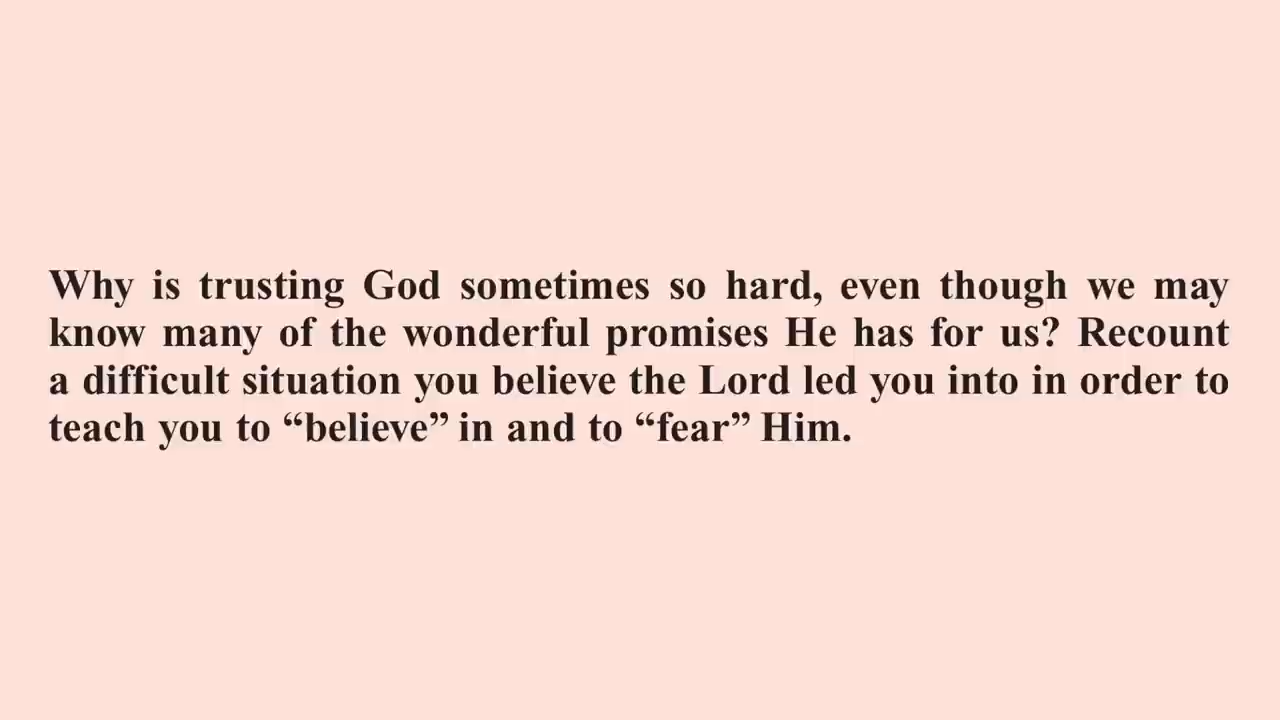 Why is trusting God sometimes so hard, even though we may
know many of the wonderful promises He has for us? Recount
a difficult situation you believe the Lord led you into in order to
teach you to “believe” in and to “fear” Him.